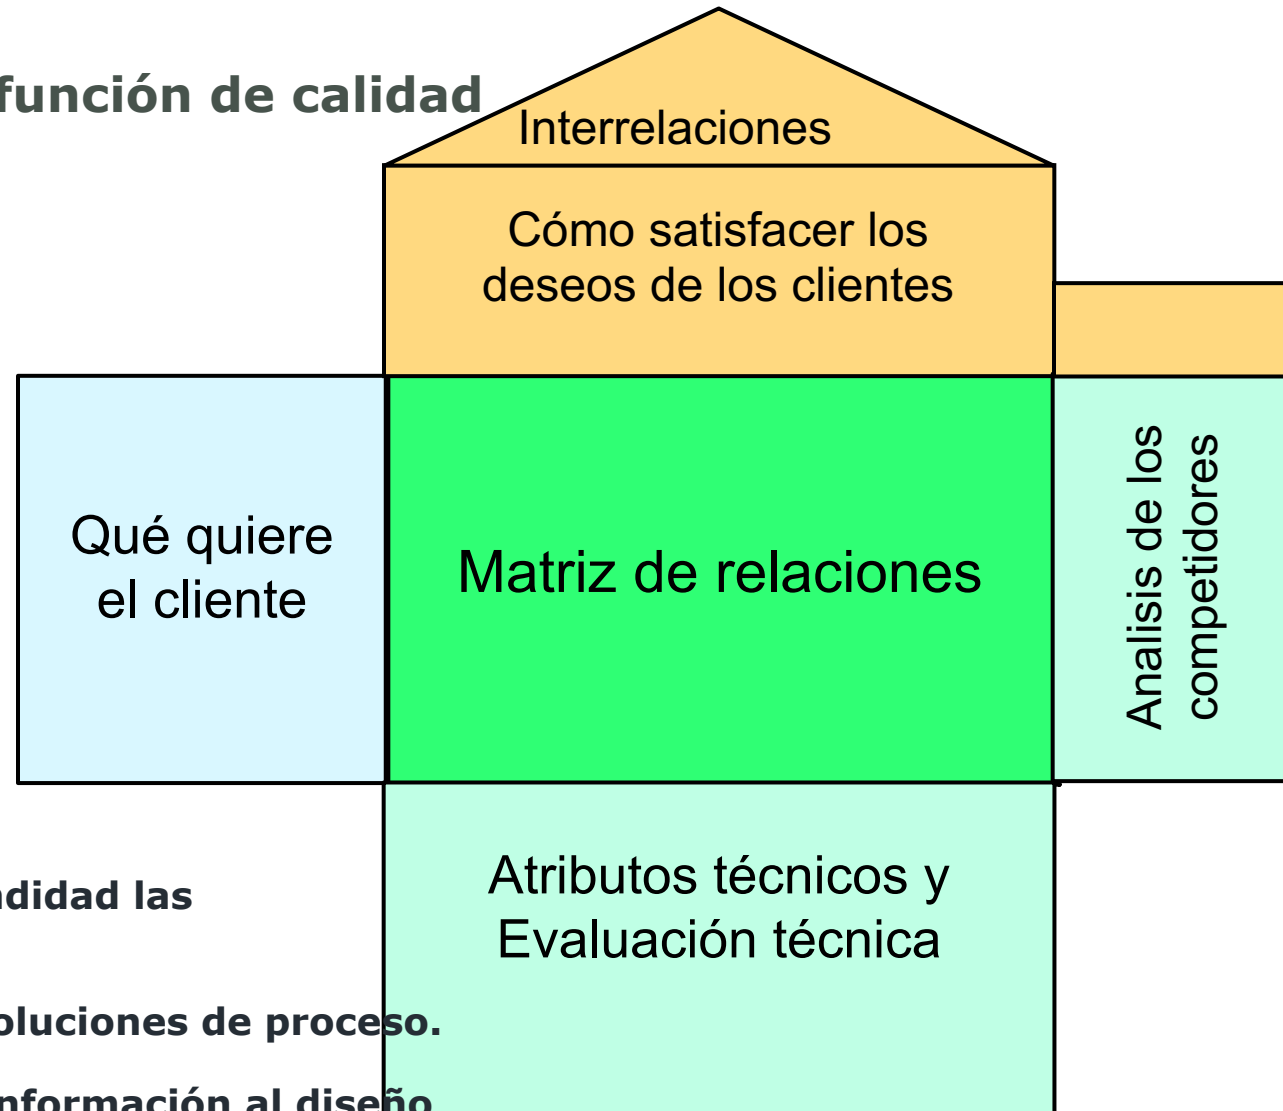 función de calidad
Interrelaciones
Cómo satisfacer los
deseos de los clientes
Qué quiere
el cliente
Matriz de relaciones
Analisis de los
competidores
Atributos técnicos y
Evaluación técnica
ndidad las
oluciones de proceso.
nformación al diseño